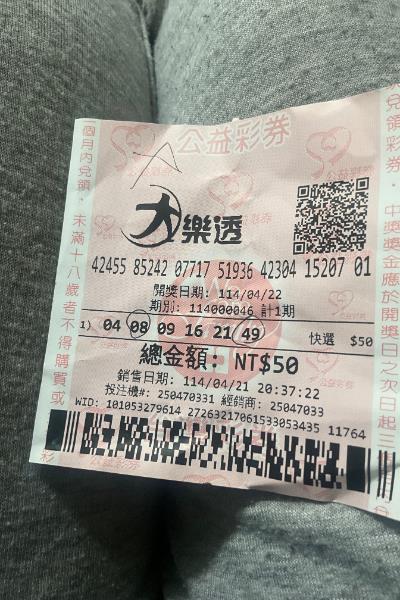 公益彩券
大樂透
42455 85242 07717 51936 42304 15207 01
開獎日期: 114/04/22
期別: 114000046 計1期
1) 04 08 09 16 21 49 快選 $50
總金額: NT$50
銷售日期: 114/04/21 20:37:22
投注機#: 250470331 經銷商: 25047033
WID: 101053279614 27263217061533053435 11764
個月內兌領。未滿十八歲者不得購買或
兌領彩券。中獎獎金應於開獎日之次日起三